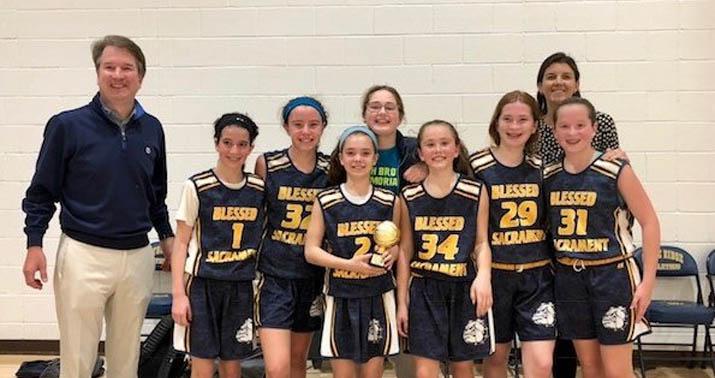 BLESSED
1
SACRAMENT
BLESSED
32
SACRAMENT
BLESSED
2
SACRAMENT
BLESSED
34
SACRAMENT
BLESSED
29
SACRAMENT
BLESSED
31
SACRAMENT